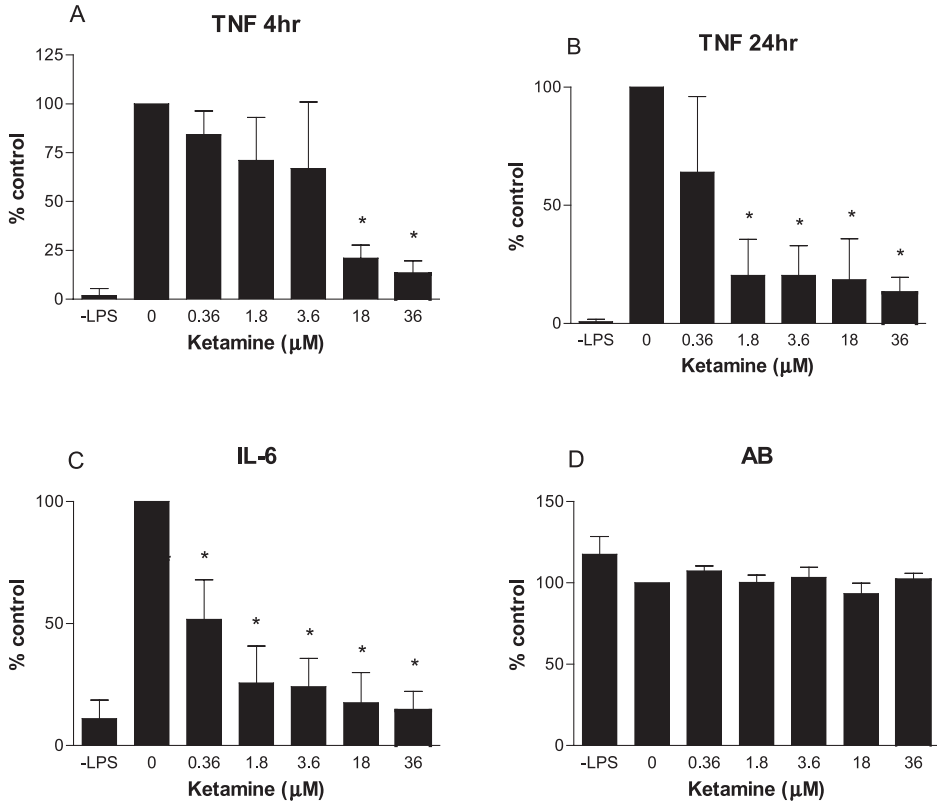 A
TNF 4hr
125
100
75
50
25
0
% control
* *
-LPS 0 0.36 1.8 3.6 18 36
Ketamine (μM)
B
TNF 24hr
100
50
0
% control
* * * *
-LPS 0 0.36 1.8 3.6 18 36
Ketamine (μM)
C
IL-6
100
50
0
% control
* * * * *
-LPS 0 0.36 1.8 3.6 18 36
Ketamine (μM)
D
AB
150
100
50
0
% control
-LPS 0 0.36 1.8 3.6 18 36
Ketamine (μM)